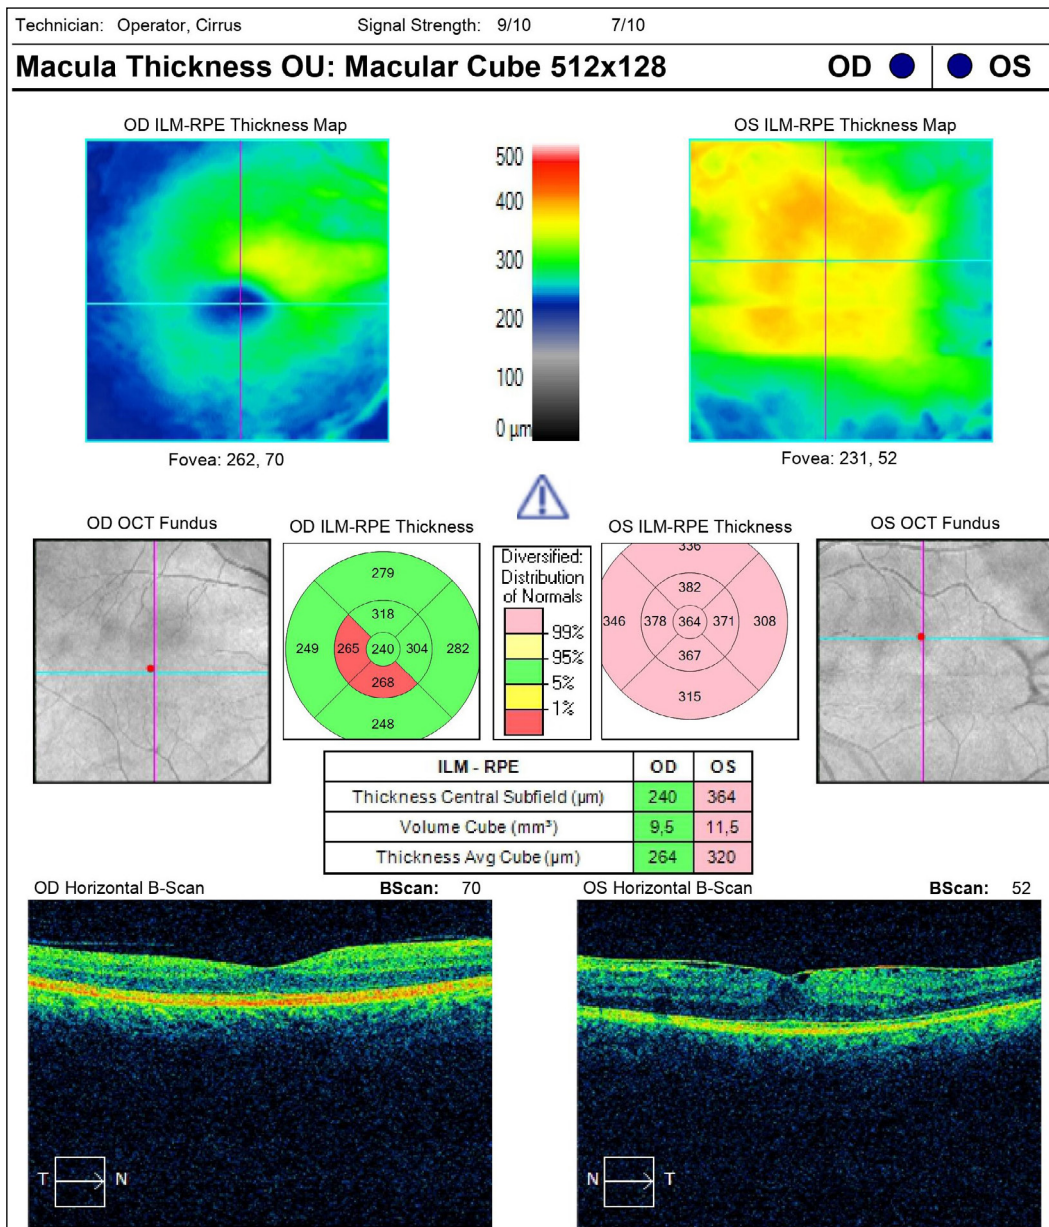 Technician: Operator, Cirrus Signal Strength: 9/10 7/10
Macula Thickness OU: Macular Cube 512x128 OD OS
OD ILM-RPE Thickness Map
OS ILM-RPE Thickness Map
500
400
300
200
100
0 µm
Fovea: 262, 70
Fovea: 231, 52
OD OCT Fundus
OD ILM-RPE Thickness
OS ILM-RPE Thickness
OS OCT Fundus
279
318
249 265 240 304 282
268
248
Diversified:
Distribution
of Normals
99%
95%
5%
1%
336
382
346 378 364 371 308
367
315
ILM - RPE OD OS
Thickness Central Subfield (µm) 240 364
Volume Cube (mm³) 9,5 11,5
Thickness Avg Cube (µm) 264 320
OD Horizontal B-Scan BScan: 70
OS Horizontal B-Scan BScan: 52
T N
N T